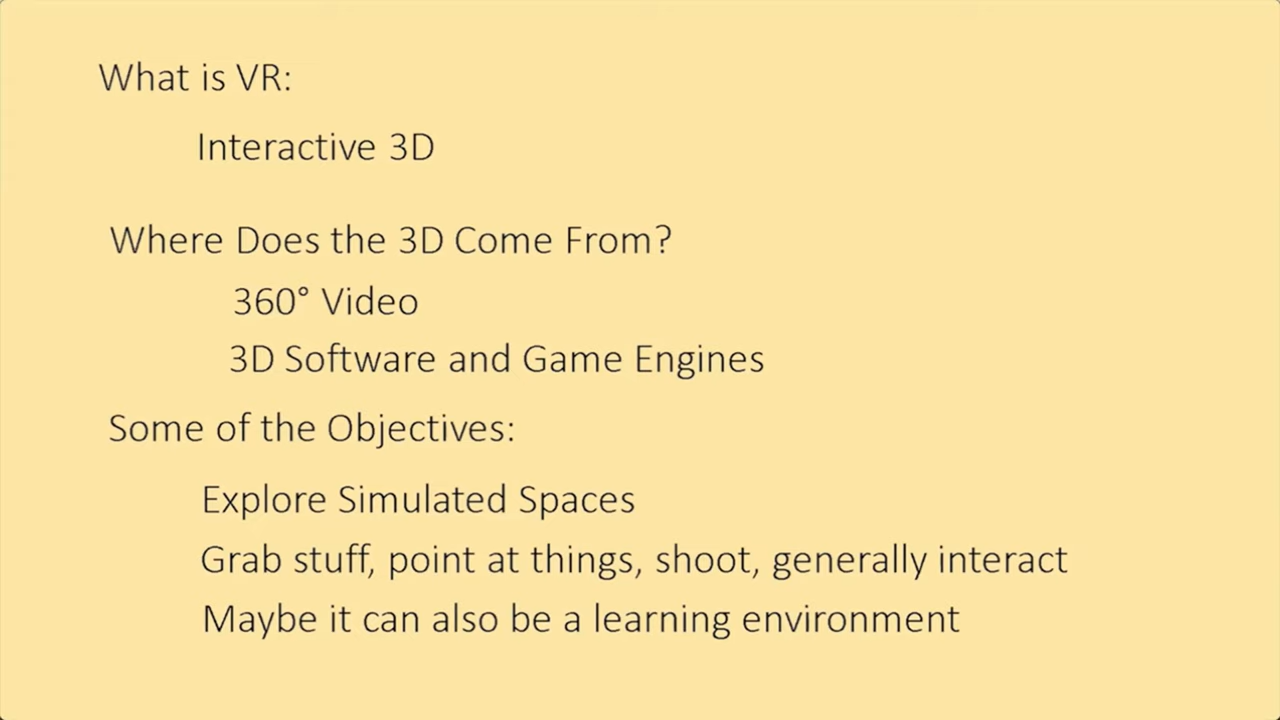 What is VR:
Interactive 3D
Where Does the 3D Come From?
360° Video
3D Software and Game Engines
Some of the Objectives:
Explore Simulated Spaces
Grab stuff, point at things, shoot, generally interact
Maybe it can also be a learning environment